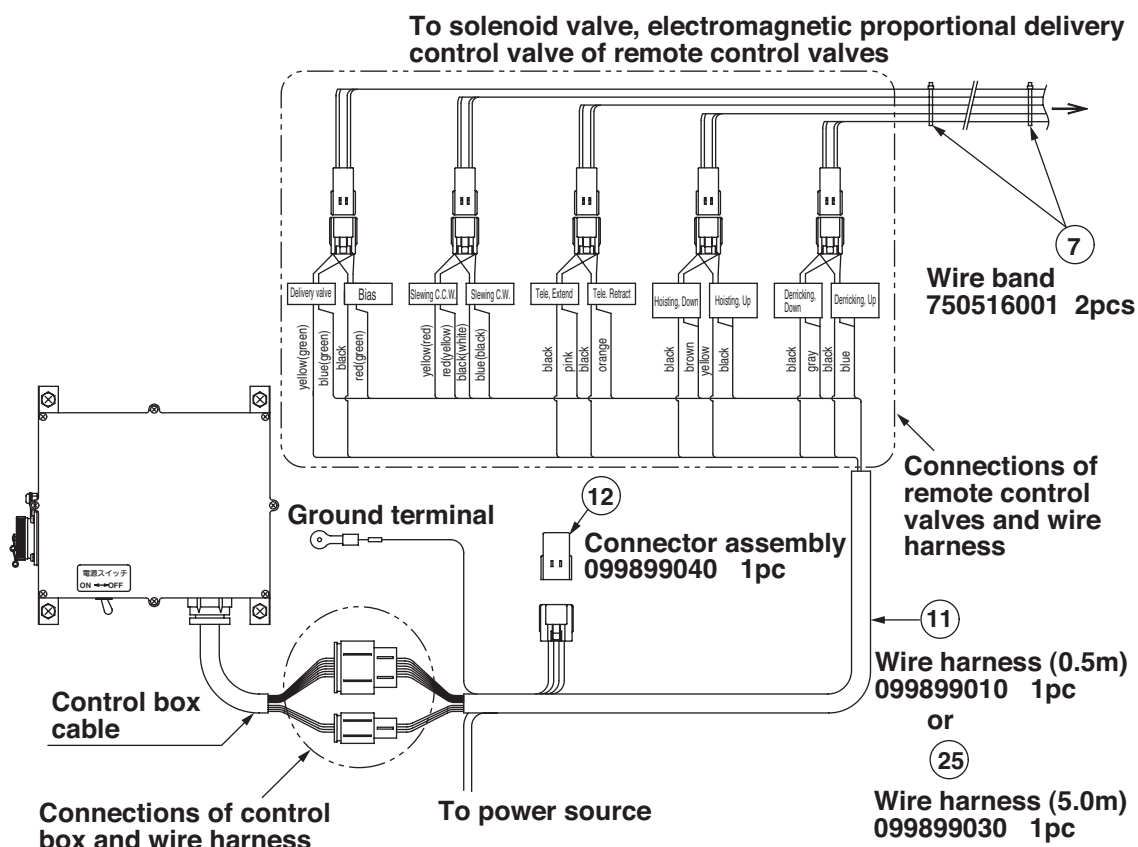 To solenoid valve, electromagnetic proportional delivery
control valve of remote control valves
7
Wire band
750516001 2pcs
Delivery valve
Bias
Slewing C.C.W.
Slewing C.W.
Tele, Extend
Tele. Retract
Hoisting, Down
Hoisting, Up
Derricking,
Down
Derricking, Up
yellow(green)
blue(green)
black
red(green)
yellow(red)
red(yellow)
black(white)
blue(black)
black
pink
black
orange
black
brown
yellow
black
black
gray
black
blue
Connections of
remote control
valves and wire
harness
12
Connector assembly
099899040 1pc
Ground terminal
電源スイッチ
ON OFF
11
Wire harness (0.5m)
099899010 1pc
or
25
Wire harness (5.0m)
099899030 1pc
Control box
cable
Connections of control
box and wire harness
To power source